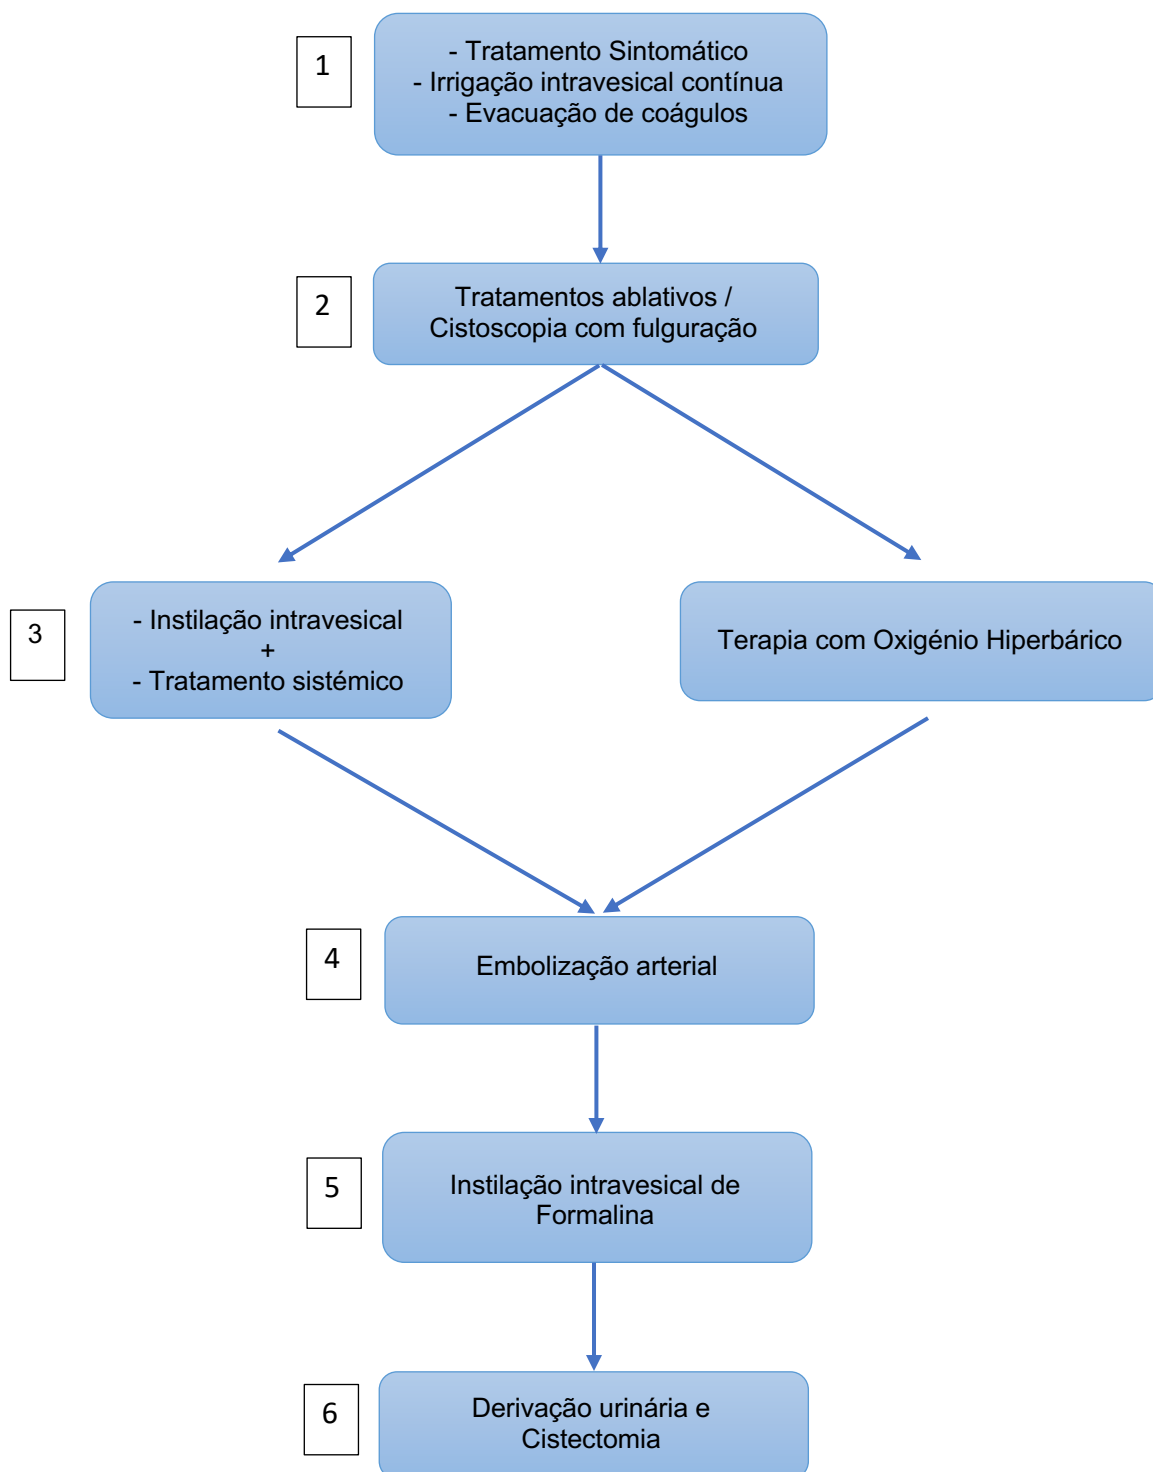 1
- Tratamento Sintomático
- Irrigação intravesical contínua
- Evacuação de coágulos
2
Tratamentos ablativos /
Cistoscopia com fulguração
3
- Instilação intravesical
+
- Tratamento sistémico
Terapia com Oxigénio Hiperbárico
4
Embolização arterial
5
Instilação intravesical de
Formalina
6
Derivação urinária e
Cistectomia